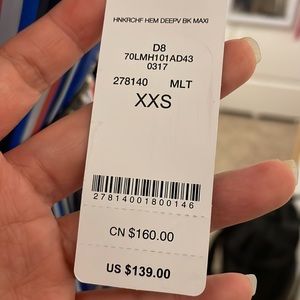 HNKRCHF HEM DEEPV BK MAXI
D8
70LMH101AD43
0317
278140 MLT
XXS
27814001800146
CN $160.00
US $139.00